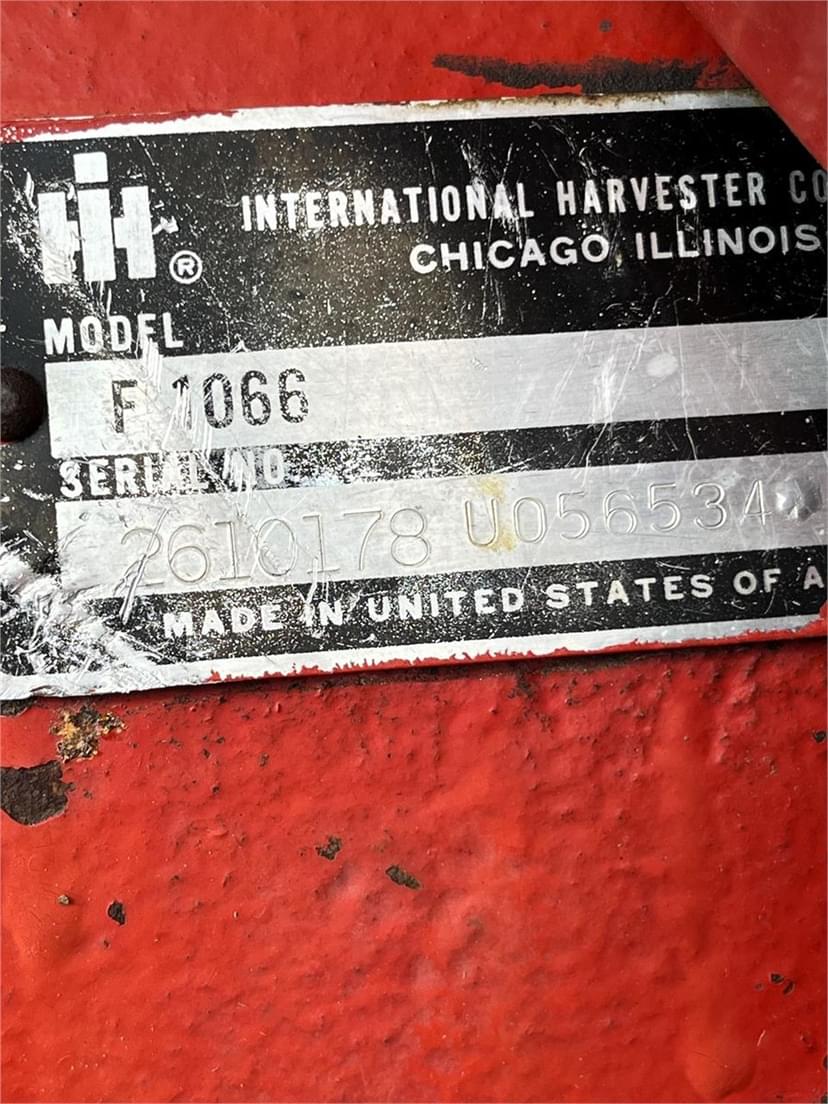 IH ®
INTERNATIONAL HARVESTER CO
CHICAGO ILLINOIS
MODEL
F 1066
SERIAL NO
2610178 U056534
MADE IN UNITED STATES OF A